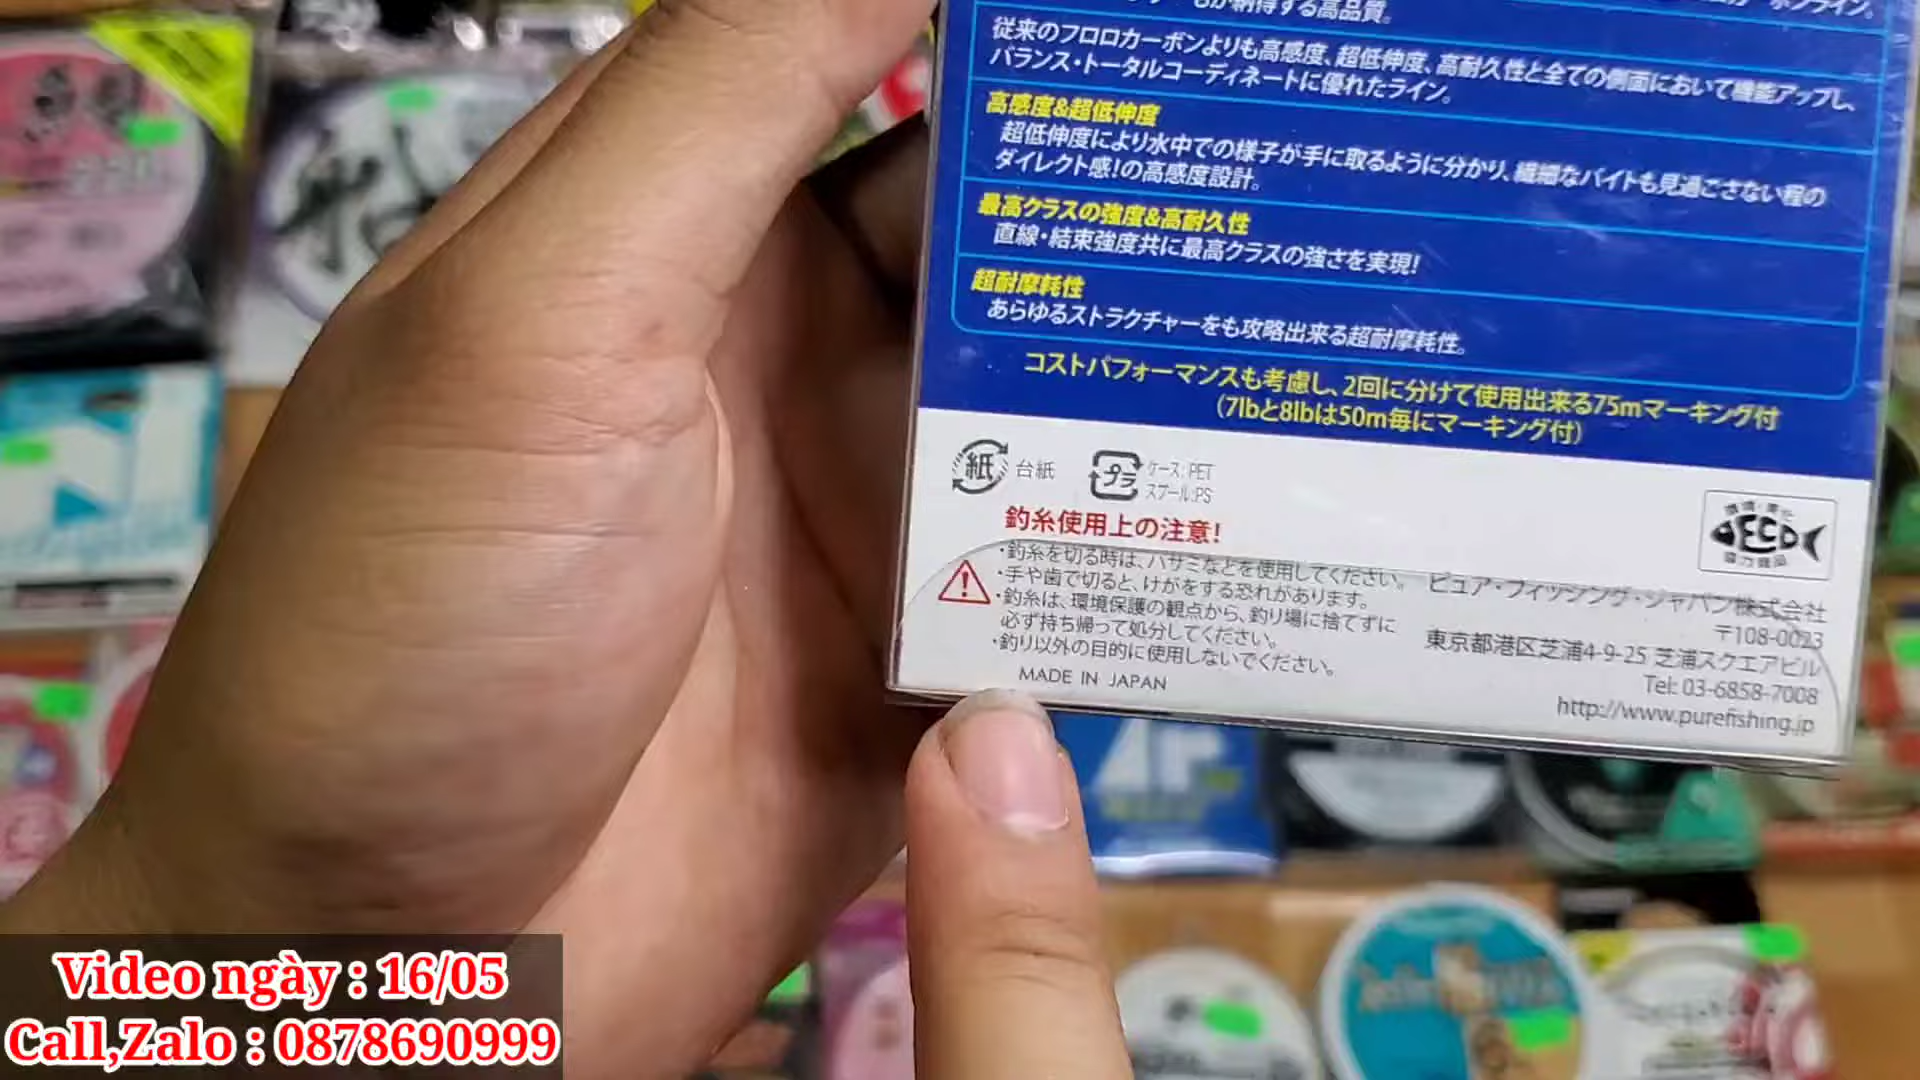 も納得する高品質。
従来のフロロカーボンよりも高感度、超低伸度、高耐久性と全ての側面において機能アップし、
バランス・トータルコーディネートに優れたライン。
高感度&超低伸度
超低伸度により水中での様子が手に取るように分かり、繊細なバイトも見過ごさない程の
ダイレクト感!の高感度設計。
最高クラスの強度&高耐久性
直線・結束強度共に最高クラスの強さを実現!
超耐摩耗性
あらゆるストラクチャーをも攻略出来る超耐摩耗性。
コストパフォーマンスも考慮し、2回に分けて使用出来る75mマーキング付
(7lbと8lbは50m毎にマーキング付)
紙 台紙
プラ ケース:PET
スプール:PS
釣糸使用上の注意!
・釣糸を切る時は、ハサミなどを使用してください。
・手や歯で切ると、けがをする恐れがあります。
・釣糸は、環境保護の観点から、釣り場に捨てずに
必ず持ち帰って処分してください。
・釣り以外の目的に使用しないでください。
MADE IN JAPAN
環境・美化
ECO
協力商品
ピュア・フィッシング・ジャパン株式会社
〒108-0023
東京都港区芝浦4-9-25 芝浦スクエアビル
Tel: 03-6858-7008
http://www.purefishing.jp
Video ngày : 16/05
Call,Zalo : 0878690999